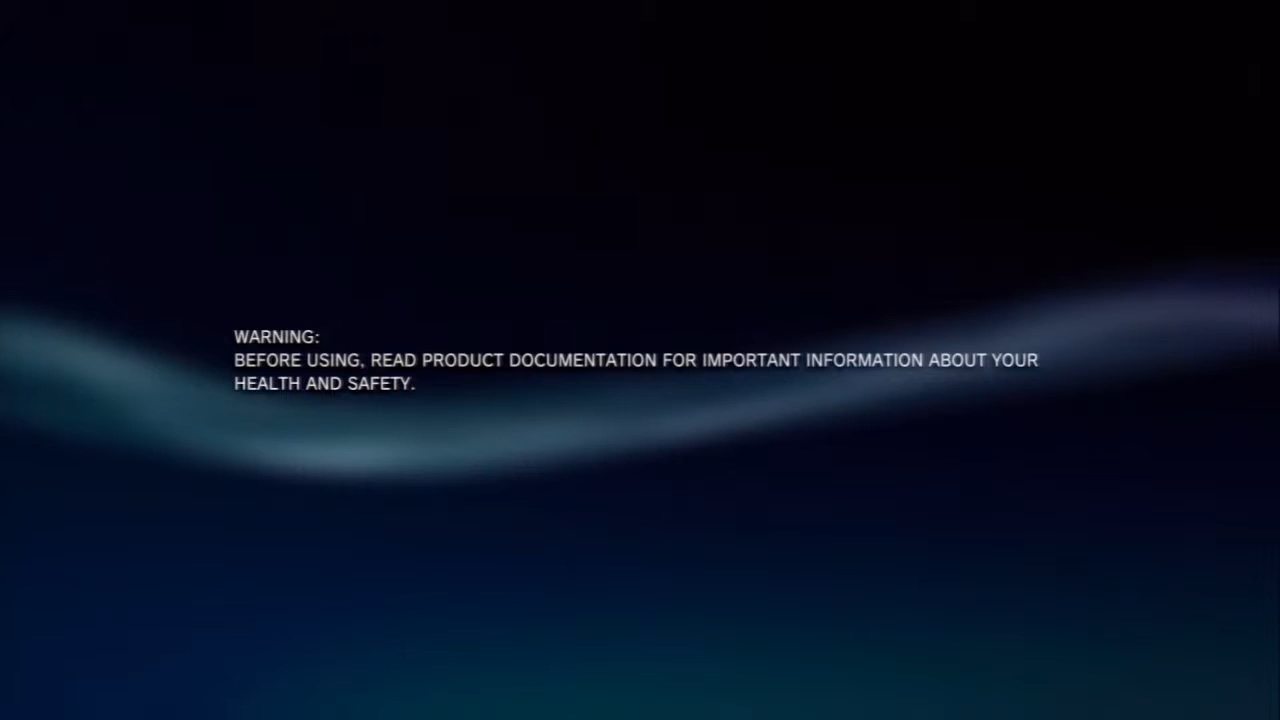 WARNING:
BEFORE USING, READ PRODUCT DOCUMENTATION FOR IMPORTANT INFORMATION ABOUT YOUR
HEALTH AND SAFETY.